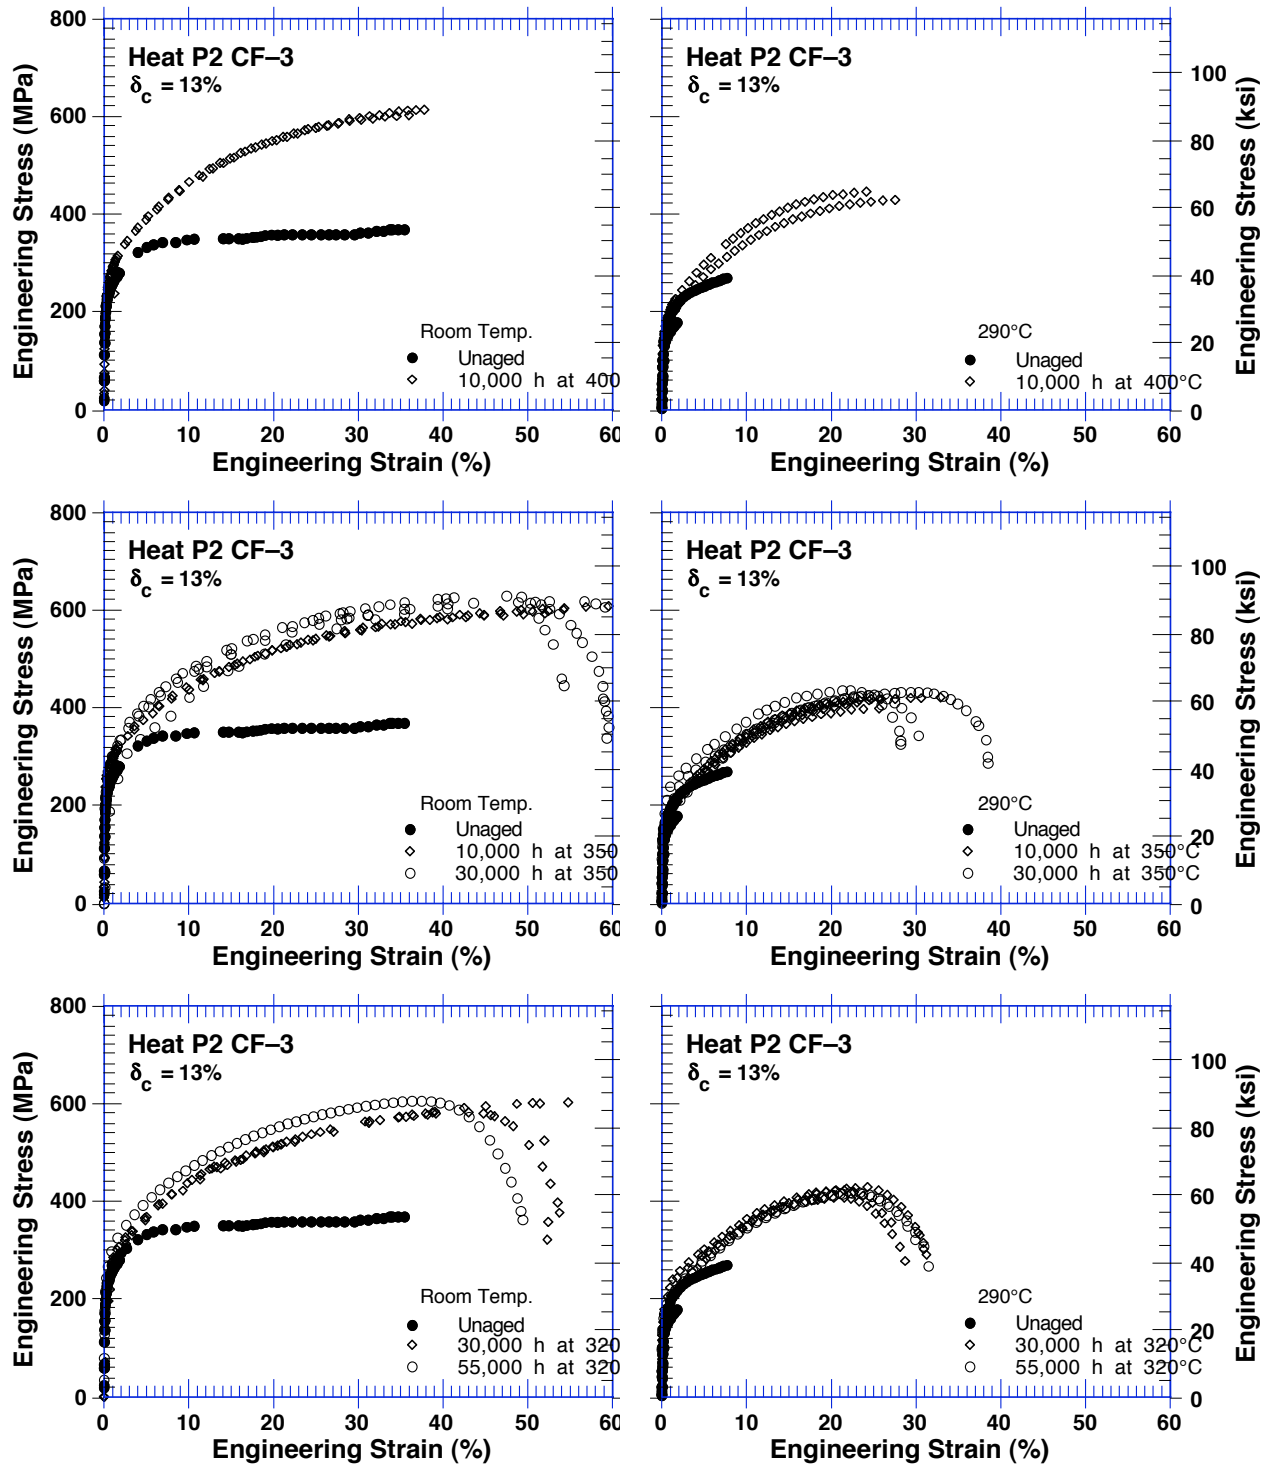 Heat P2 CF–3
δc = 13%
Engineering Stress (MPa)
800
600
400
200
0
Room Temp.
Unaged
10,000 h at 400
0 10 20 30 40 50 60
Engineering Strain (%)
Heat P2 CF–3
δc = 13%
290°C
Unaged
10,000 h at 400°C
100
80
60
40
20
0
Engineering Stress (ksi)
0 10 20 30 40 50 60
Engineering Strain (%)
Heat P2 CF–3
δc = 13%
Engineering Stress (MPa)
800
600
400
200
0
Room Temp.
Unaged
10,000 h at 350
30,000 h at 350
0 10 20 30 40 50 60
Engineering Strain (%)
Heat P2 CF–3
δc = 13%
290°C
Unaged
10,000 h at 350°C
30,000 h at 350°C
100
80
60
40
20
0
Engineering Stress (ksi)
0 10 20 30 40 50 60
Engineering Strain (%)
Heat P2 CF–3
δc = 13%
Engineering Stress (MPa)
800
600
400
200
0
Room Temp.
Unaged
30,000 h at 320
55,000 h at 320
0 10 20 30 40 50 60
Engineering Strain (%)
Heat P2 CF–3
δc = 13%
290°C
Unaged
30,000 h at 320°C
55,000 h at 320°C
100
80
60
40
20
0
Engineering Stress (ksi)
0 10 20 30 40 50 60
Engineering Strain (%)